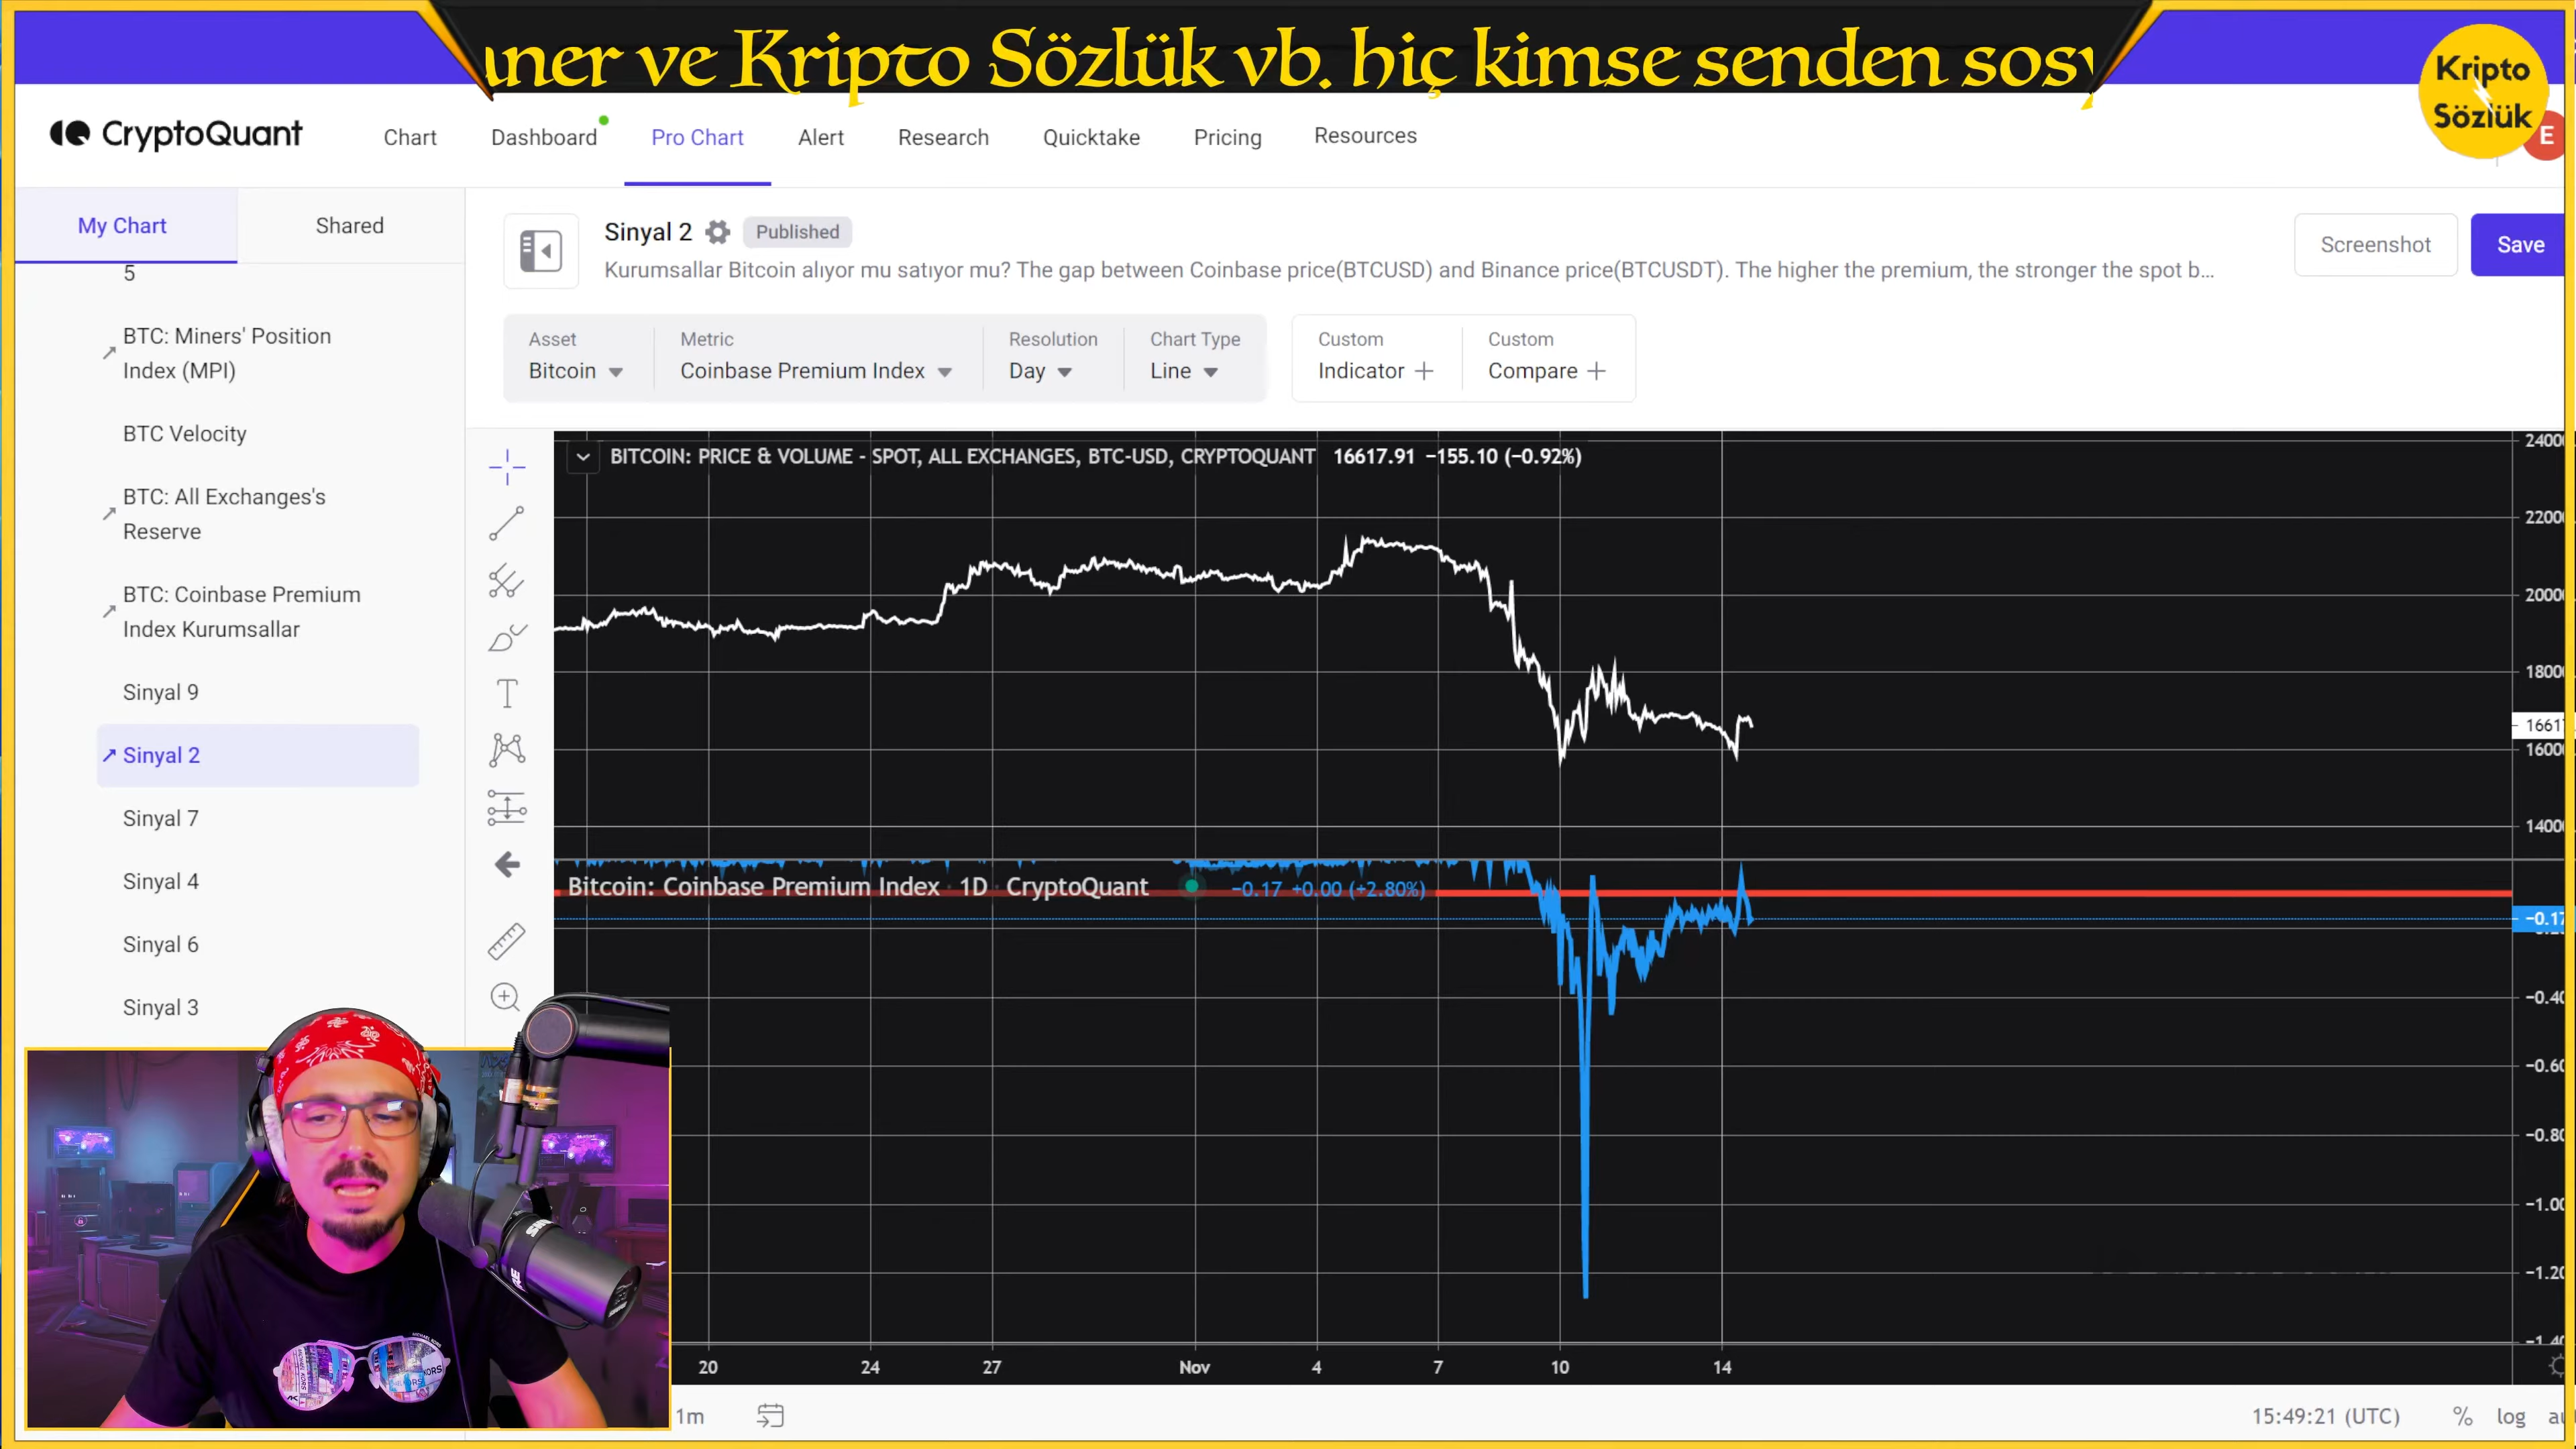 ve Kripto Sözlük vb. hiç kimse senden
Kripto
Sözlük
E
CryptoQuant
Chart
Dashboard
Pro Chart
Alert
Research
Quicktake
Pricing
Resources
My Chart
Shared
5
BTC: Miners' Position
Index (MPI)
BTC Velocity
BTC: All Exchanges's
Reserve
BTC: Coinbase Premium
Index Kurumsallar
Sinyal 9
Sinyal 2
Sinyal 7
Sinyal 4
Sinyal 6
Sinyal 3
Sinyal 2
Published
Kurumsallar Bitcoin alıyor mu satıyor mu? The gap between Coinbase price(BTCUSD) and Binance price(BTCUSDT). The higher the premium, the stronger the spot b...
Screenshot
Save
Asset
Bitcoin
Metric
Coinbase Premium Index
Resolution
Day
Chart Type
Line
Custom
Indicator +
Custom
Compare +
BITCOIN: PRICE & VOLUME - SPOT, ALL EXCHANGES, BTC-USD, CRYPTOQUANT 16617.91 −155.10 (−0.92%)
Bitcoin: Coinbase Premium Index · 1D · CryptoQuant −0.17 +0.00 (+2.80%)
20
24
27
Nov
4
7
10
14
1m
15:49:21 (UTC)
%
log